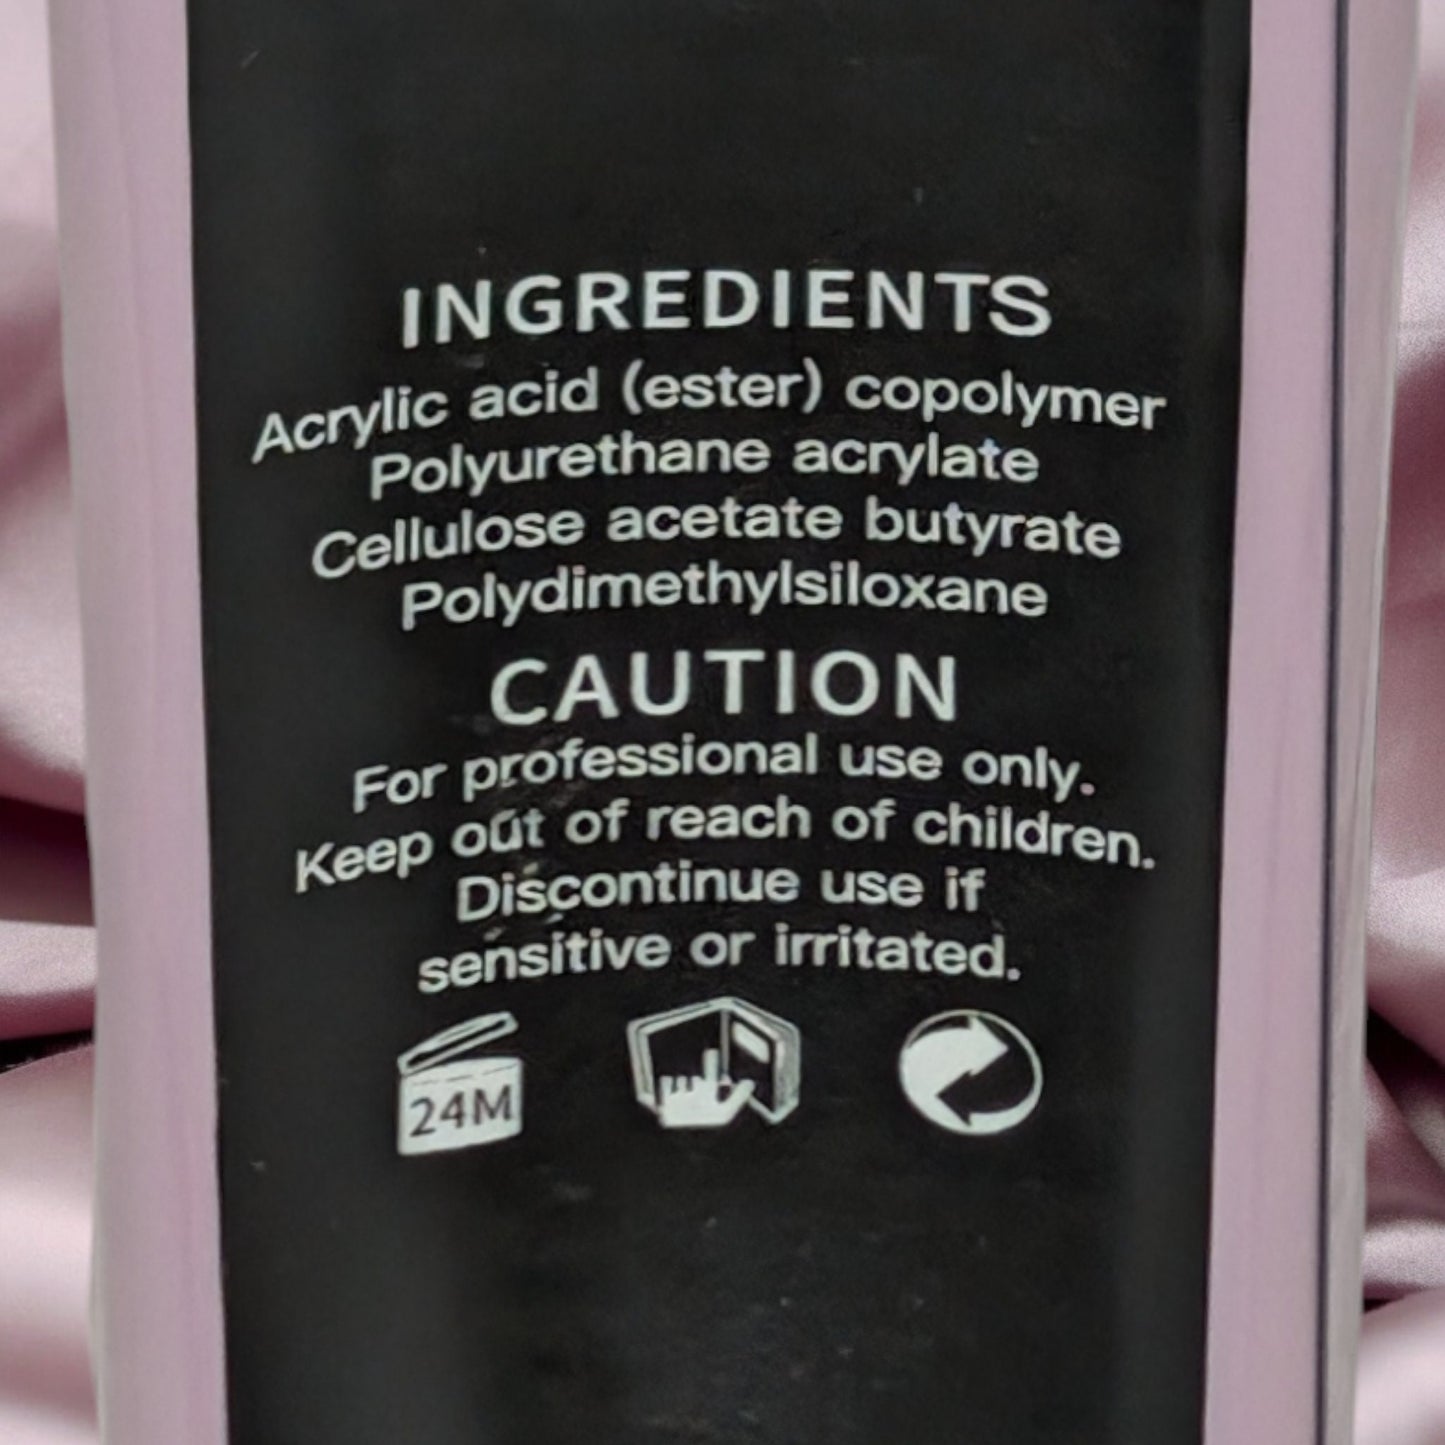 INGREDIENTS
Acrylic acid (ester) copolymer
Polyurethane acrylate
Cellulose acetate butyrate
Polydimethylsiloxane
CAUTION
For professional use only.
Keep out of reach of children.
Discontinue use if
sensitive or irritated.
24M